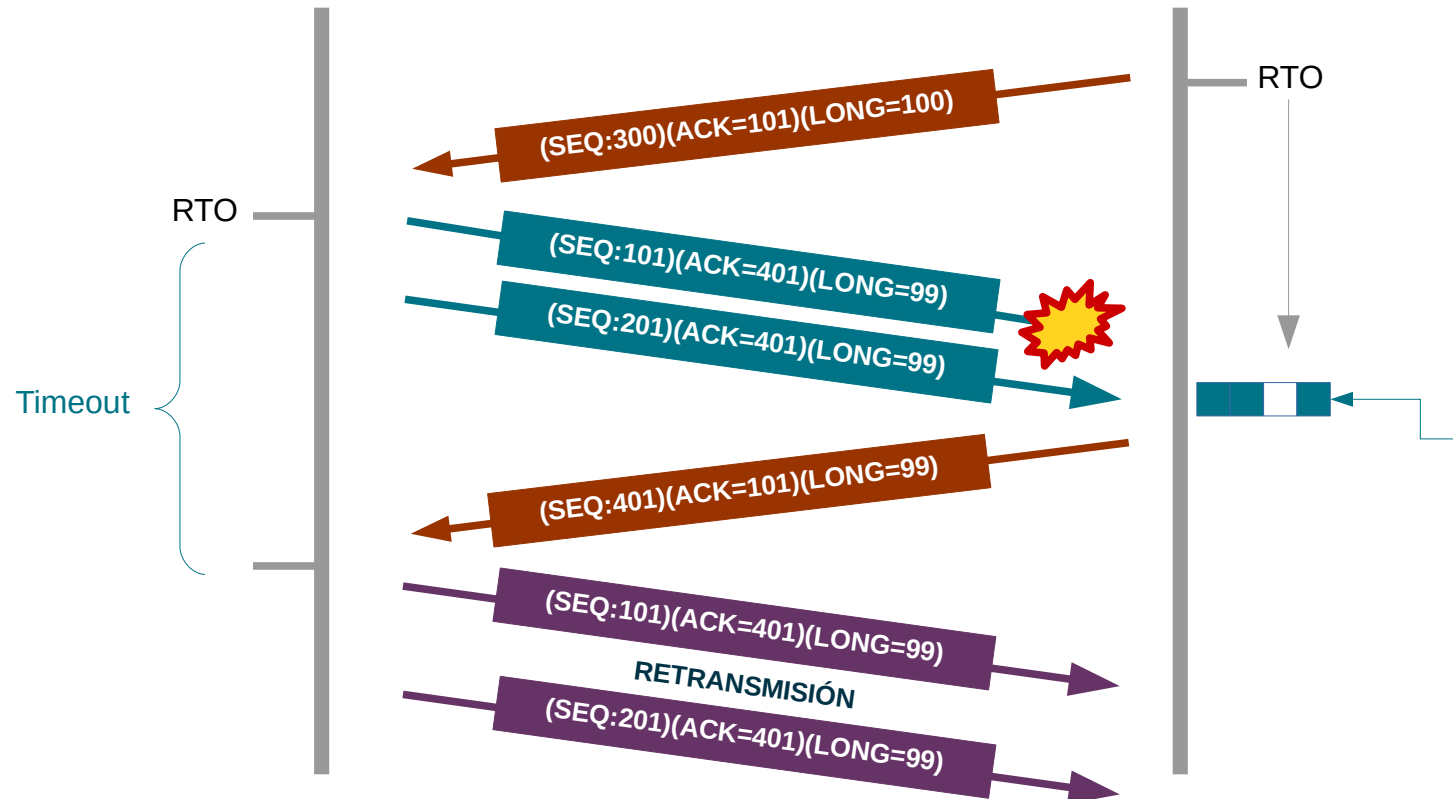 RTO
(SEQ:300)(ACK=101)(LONG=100)
RTO
(SEQ:101)(ACK=401)(LONG=99)
(SEQ:201)(ACK=401)(LONG=99)
Timeout
(SEQ:401)(ACK=101)(LONG=99)
(SEQ:101)(ACK=401)(LONG=99)
RETRANSMISIÓN
(SEQ:201)(ACK=401)(LONG=99)